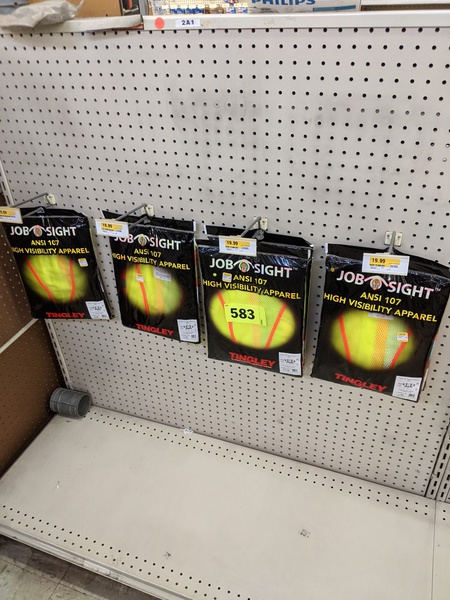 PHILIPS
2A1
19.99
19.99
19.99
JOB SIGHT
ANSI 107
HIGH VISIBILITY APPAREL
TINGLEY
JOB SIGHT
ANSI 107
HIGH VISIBILITY APPAREL
TINGLEY
JOB SIGHT
ANSI 107
HIGH VISIBILITY APPAREL
583
TINGLEY
JOB SIGHT
ANSI 107
HIGH VISIBILITY APPAREL
TINGLEY